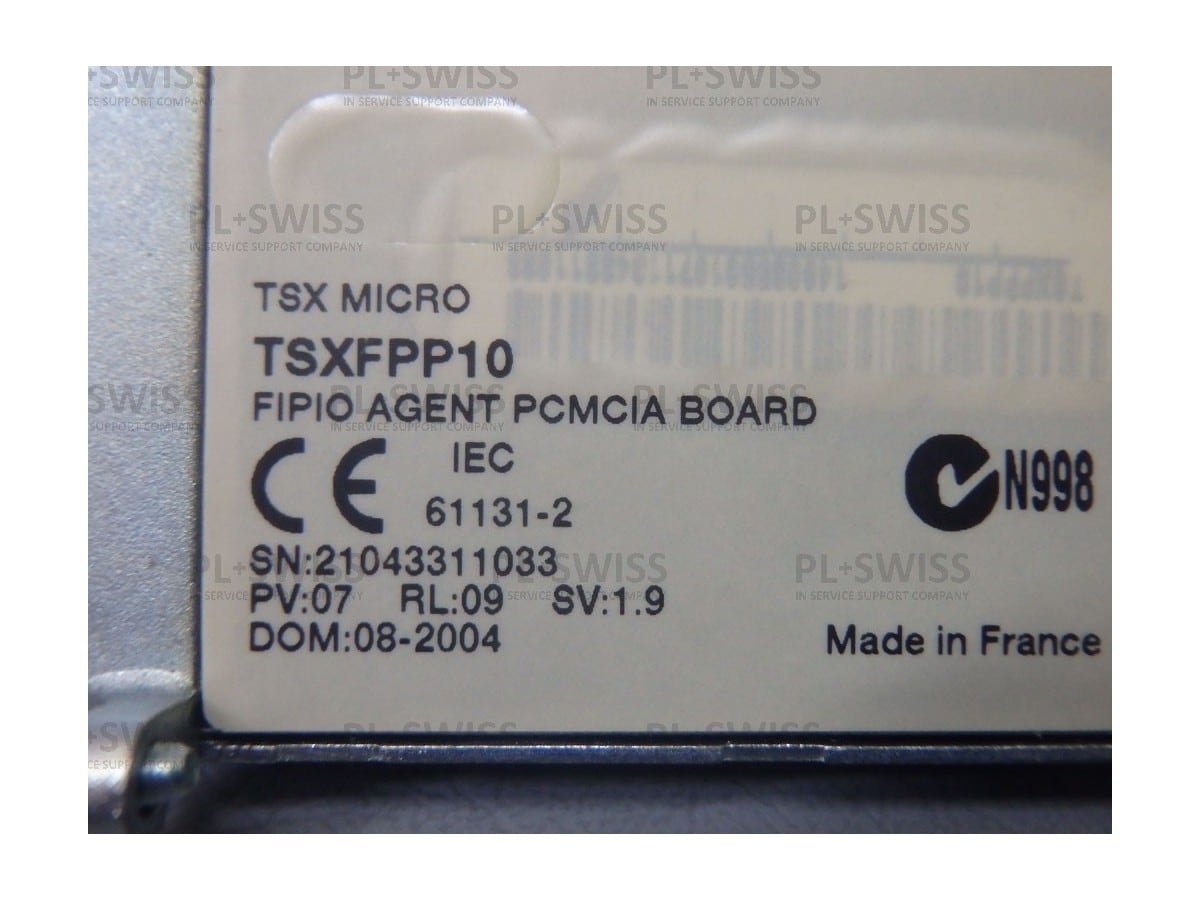 PL+SWISS
IN SERVICE SUPPORT COMPANY
TSX MICRO
TSXFPP10
FIPIO AGENT PCMCIA BOARD
CE IEC
61131-2
N998
SN:21043311033
PV:07 RL:09 SV:1.9
DOM:08-2004
Made in France